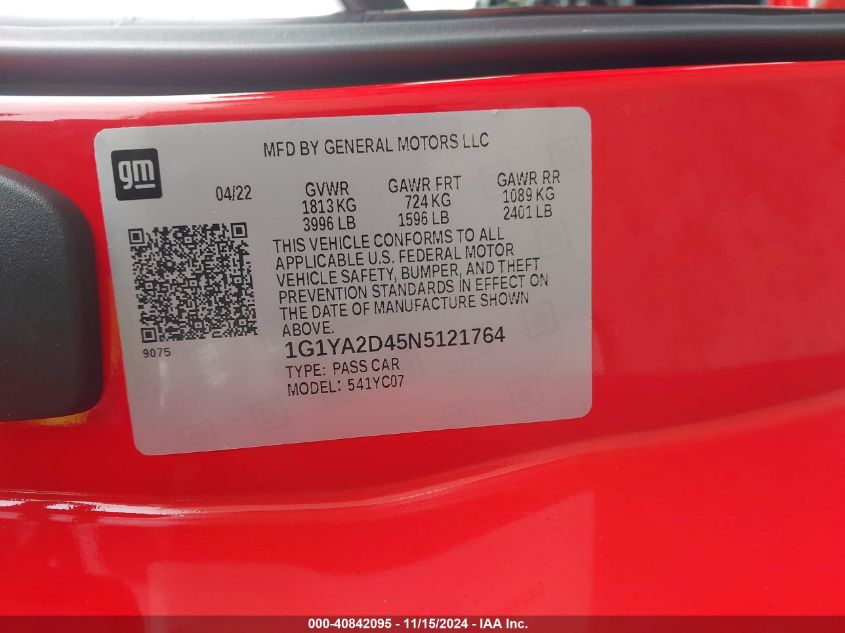 gm
MFD BY GENERAL MOTORS LLC
04/22 GVWR GAWR FRT GAWR RR
1813 KG 724 KG 1089 KG
3996 LB 1596 LB 2401 LB
THIS VEHICLE CONFORMS TO ALL
APPLICABLE U.S. FEDERAL MOTOR
VEHICLE SAFETY, BUMPER, AND THEFT
PREVENTION STANDARDS IN EFFECT ON
THE DATE OF MANUFACTURE SHOWN
ABOVE.
9075
1G1YA2D45N5121764
TYPE: PASS CAR
MODEL: 541YC07
000-40842095 - 11/15/2024 - IAA Inc.